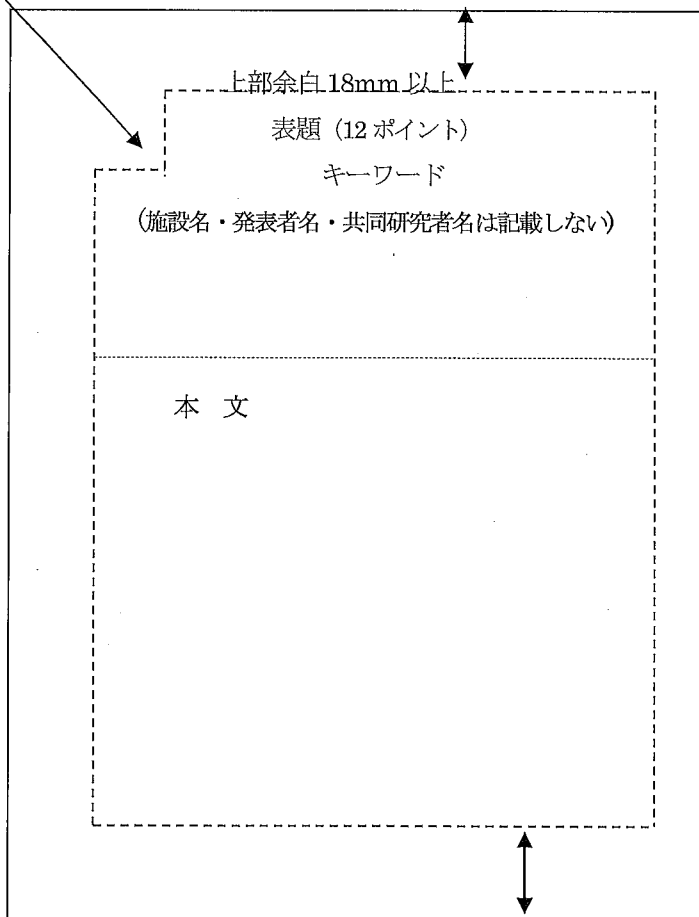 上部余白18mm以上
表題（12ポイント）
キーワード
（施設名・発表者名・共同研究者名は記載しない）
本　文